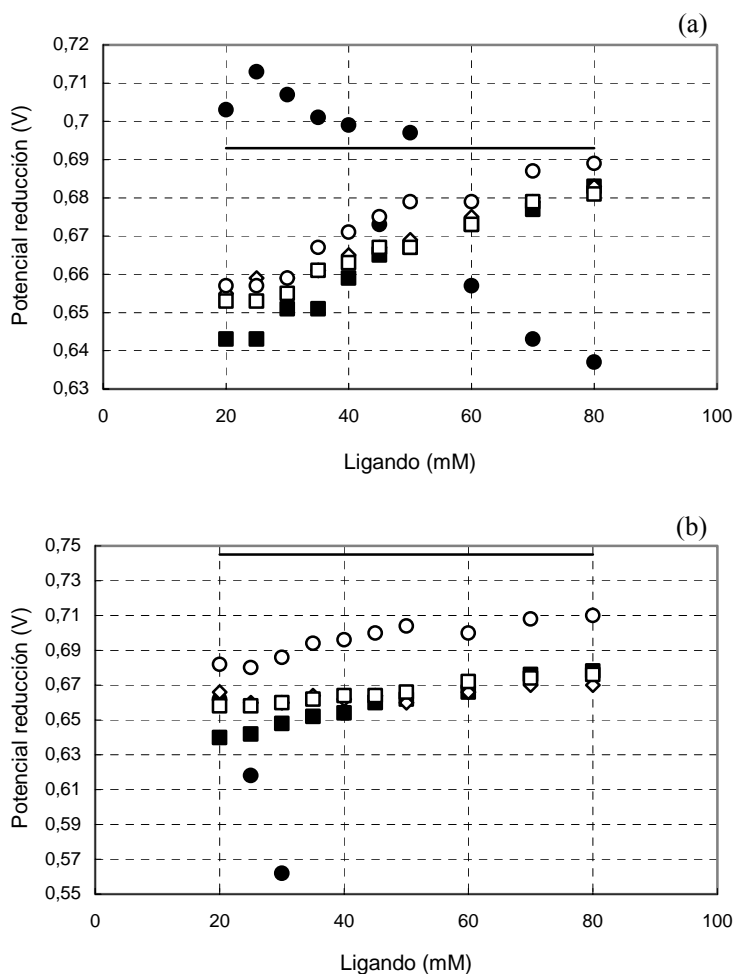 (a)
0,72
0,71
0,7
0,69
0,68
0,67
0,66
0,65
0,64
0,63
Potencial reducción (V)
0 20 40 60 80 100
Ligando (mM)
(b)
0,75
0,73
0,71
0,69
0,67
0,65
0,63
0,61
0,59
0,57
0,55
Potencial reducción (V)
0 20 40 60 80 100
Ligando (mM)